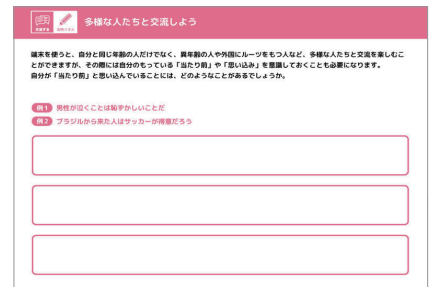 多様な人たちと交流しよう
端末を使うと、自分と同じ年齢の人だけでなく、異年齢の人や外国にルーツをもつ人など、多様な人たちと交流を楽しむこ
とができますが、その際には自分のもっている「当たり前」や「思い込み」を意識しておくことも必要になります。
自分が「当たり前」と思い込んでいることには、どのようなことがあるでしょうか。
例1 男性が泣くことは恥ずかしいことだ
例2 ブラジルから来た人はサッカーが得意だろう